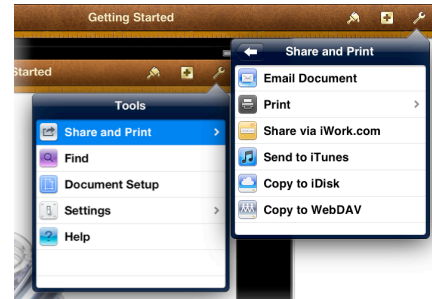 Getting Started
Started
Tools
Share and Print
Find
Document Setup
Settings
Help
Share and Print
Email Document
Print
Share via iWork.com
Send to iTunes
Copy to iDisk
Copy to WebDAV